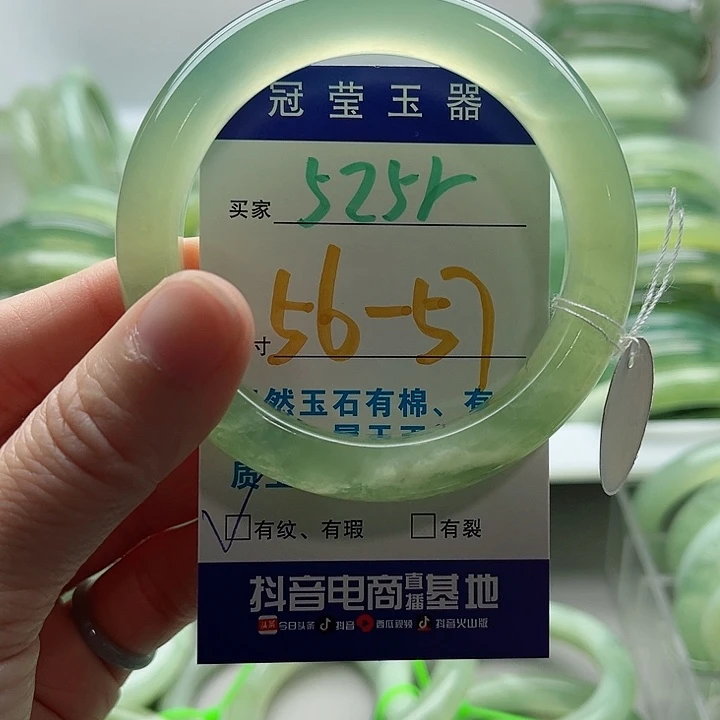 冠莹玉器
买家 525r
寸 56-57
然玉石有棉、有
质
有纹、有瑕 有裂
抖音电商直播基地
今日头条 抖音 西瓜视频 抖音火山版